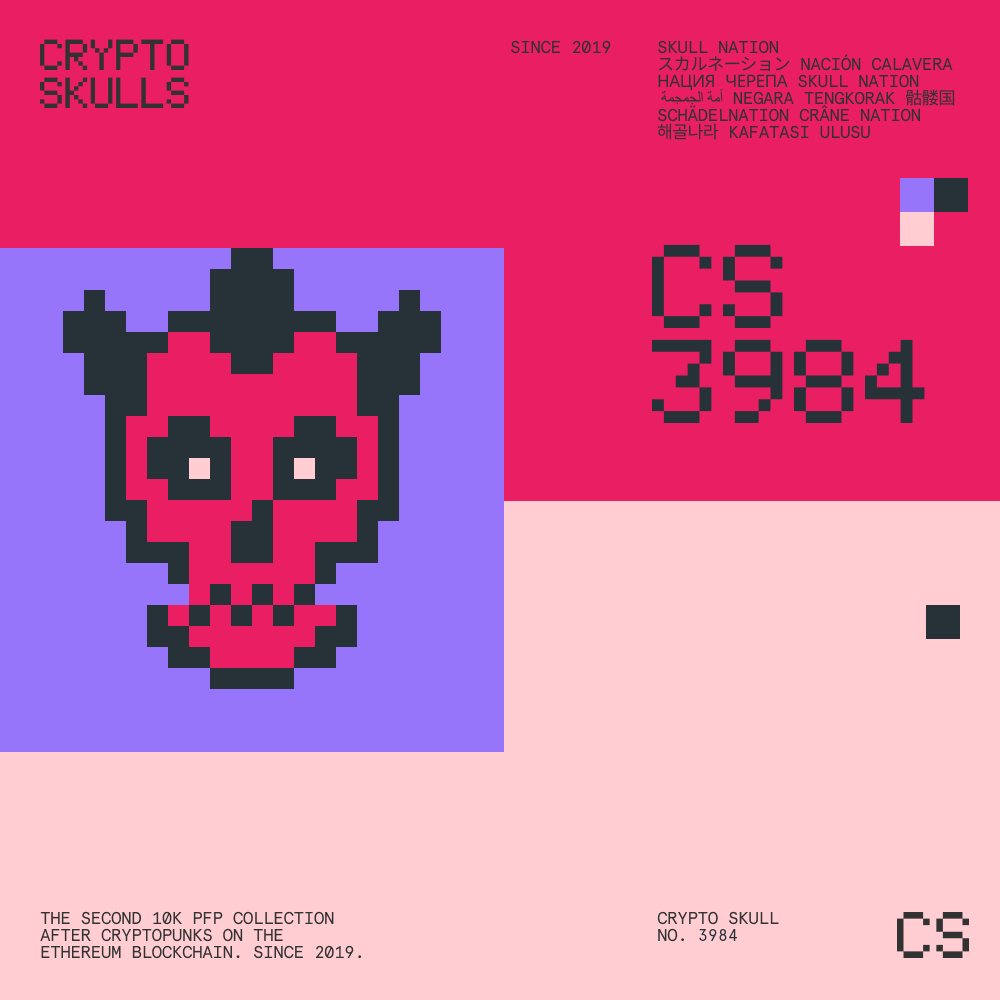 CRYPTO
SKULLS
SINCE 2019
SKULL NATION
スカルネーション NACIÓN CALAVERA
НАЦИЯ ЧЕРЕПА SKULL NATION
أمة الجمجمة NEGARA TENGKORAK 骷髅国
SCHÄDELNATION CRÂNE NATION
해골나라 KAFATASI ULUSU
CS
3984
THE SECOND 10K PFP COLLECTION
AFTER CRYPTOPUNKS ON THE
ETHEREUM BLOCKCHAIN. SINCE 2019.
CRYPTO SKULL
NO. 3984
CS